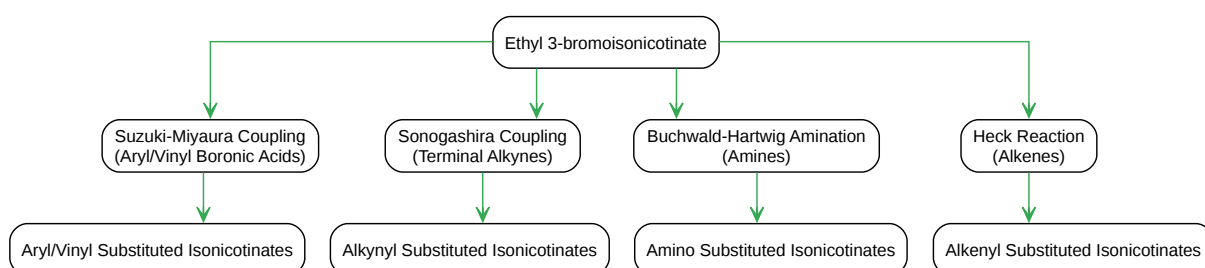 Ethyl 3-bromoisonicotinate
Suzuki-Miyaura Coupling
(Aryl/Vinyl Boronic Acids)
Sonogashira Coupling
(Terminal Alkynes)
Buchwald-Hartwig Amination
(Amines)
Heck Reaction
(Alkenes)
Aryl/Vinyl Substituted Isonicotinates
Alkynyl Substituted Isonicotinates
Amino Substituted Isonicotinates
Alkenyl Substituted Isonicotinates